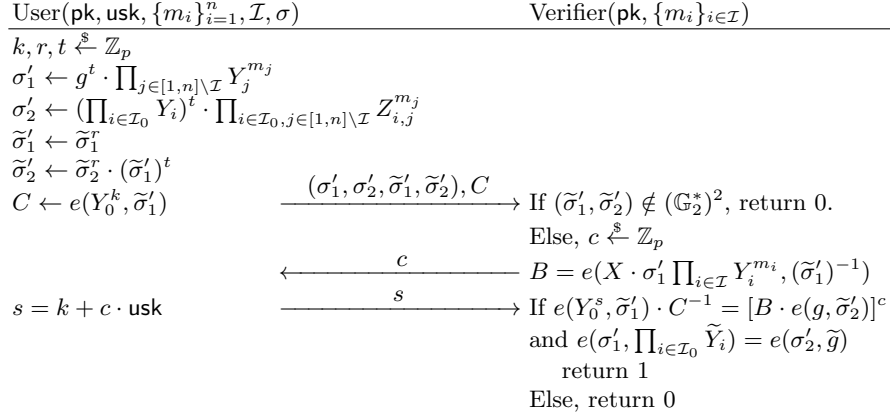 User(pk, usk, {m_i}_{i=1}^n, I, σ) Verifier(pk, {m_i}_{i∈I})
k, r, t ←$ ℤ_p
σ′_1 ← g^t · ∏_{j∈[1,n]\I} Y_j^{m_j}
σ′_2 ← (∏_{i∈I_0} Y_i)^t · ∏_{i∈I_0,j∈[1,n]\I} Z_{i,j}^{m_j}
σ̃′_1 ← σ̃_1^r
σ̃′_2 ← σ̃_2^r · (σ̃′_1)^t
C ← e(Y_0^k, σ̃′_1) (σ′_1, σ′_2, σ̃′_1, σ̃′_2), C ⟶ If (σ̃′_1, σ̃′_2) ∉ (𝔾_2^*)^2, return 0.
Else, c ←$ ℤ_p
⟵ c B = e(X · σ′_1 ∏_{i∈I} Y_i^{m_i}, (σ̃′_1)^{-1})
s = k + c · usk s ⟶ If e(Y_0^s, σ̃′_1) · C^{-1} = [B · e(g, σ̃′_2)]^c
and e(σ′_1, ∏_{i∈I_0} Ỹ_i) = e(σ′_2, g̃)
return 1
Else, return 0